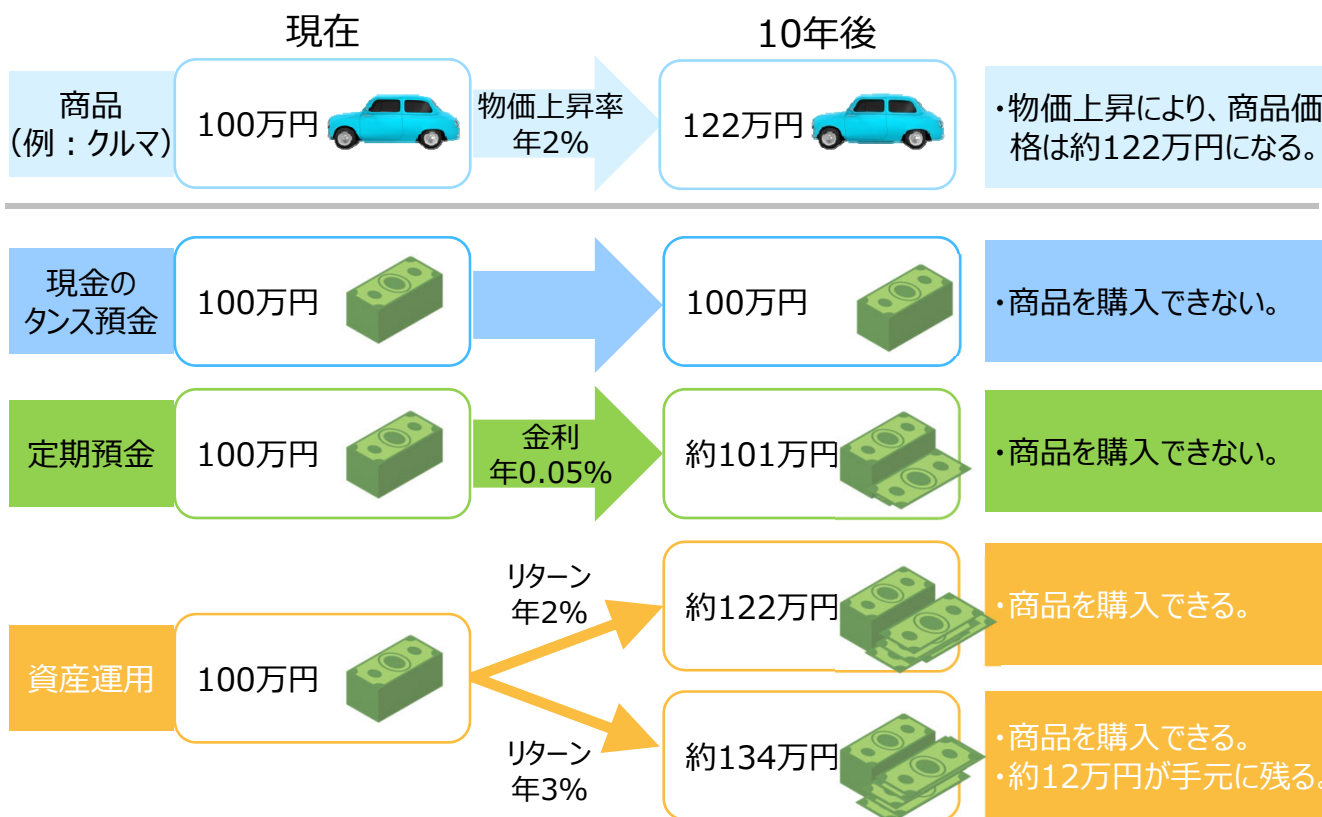 現在
10年後
商品
(例：クルマ)
100万円
物価上昇率
年2%
122万円
・物価上昇により、商品価
格は約122万円になる。
現金の
タンス預金
100万円
100万円
・商品を購入できない。
定期預金
100万円
金利
年0.05%
約101万円
・商品を購入できない。
資産運用
100万円
リターン
年2%
約122万円
・商品を購入できる。
リターン
年3%
約134万円
・商品を購入できる。
・約12万円が手元に残る。